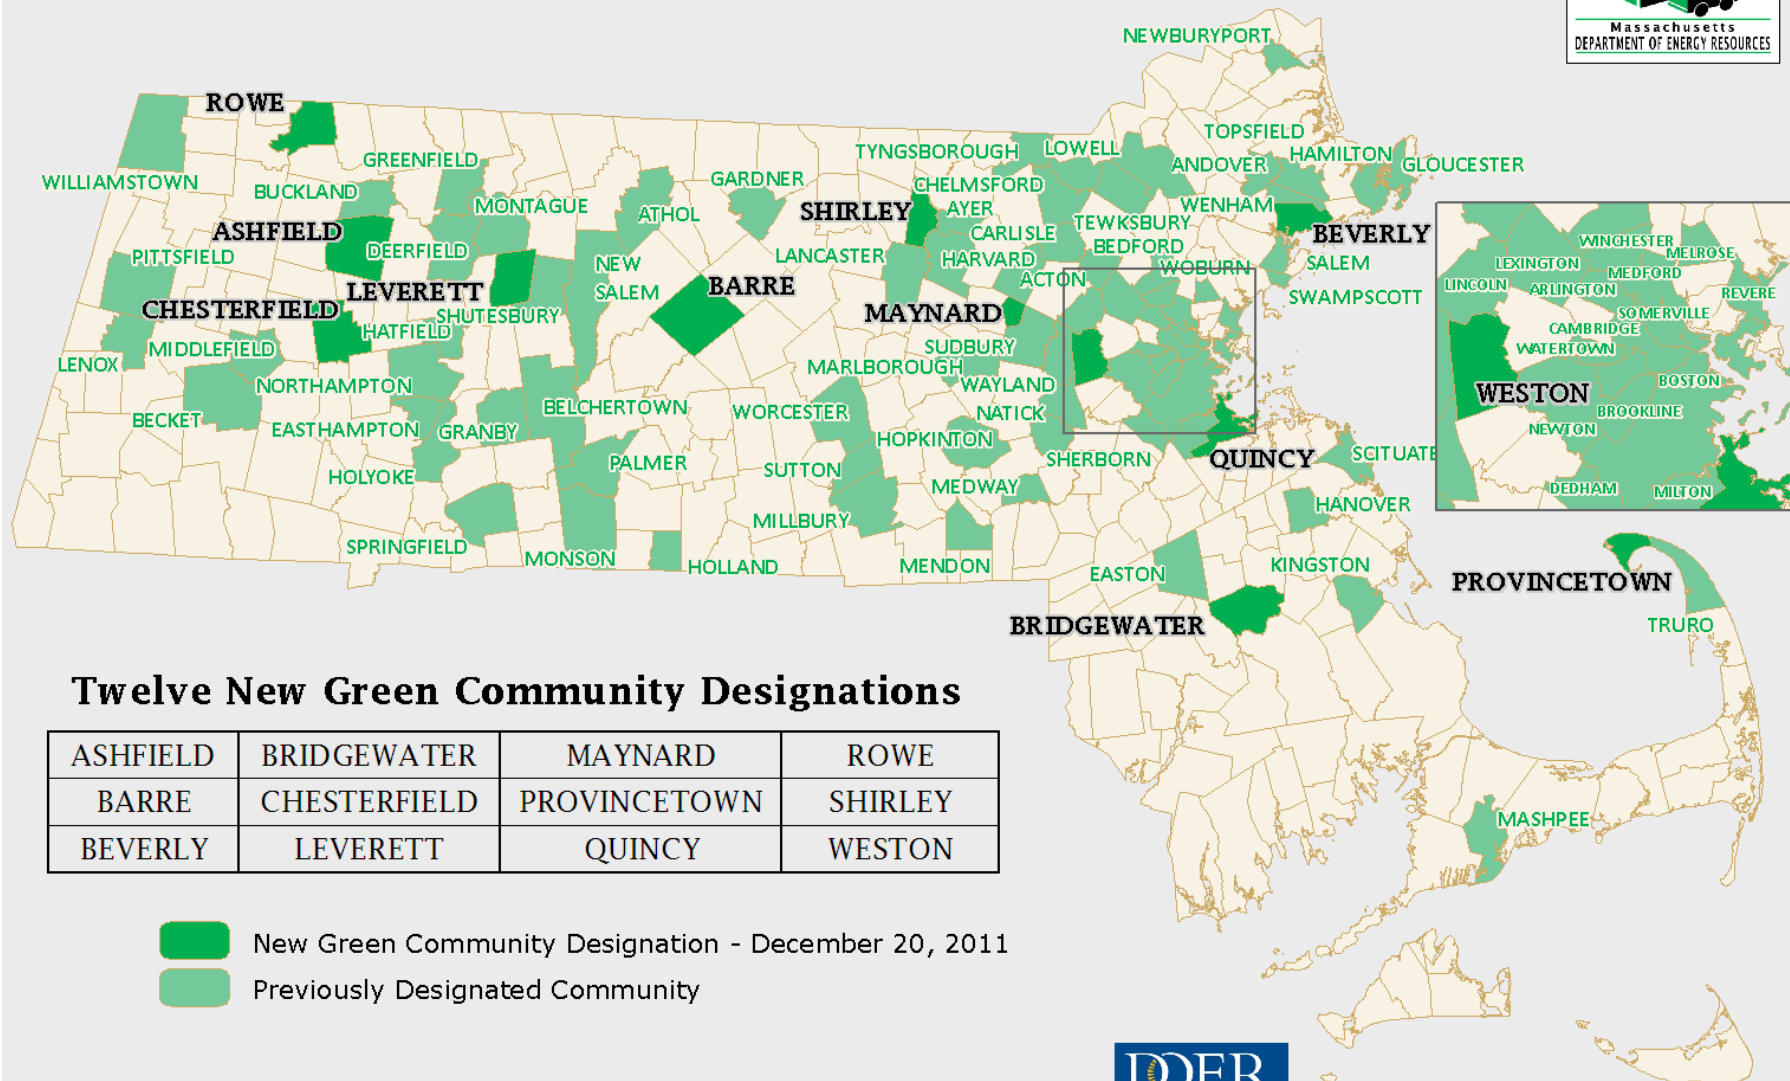 Massachusetts
DEPARTMENT OF ENERGY RESOURCES
NEWBURYPORT
ROWE
TOPSFIELD
TYNGSBOROUGH
LOWELL
GREENFIELD
ANDOVER
HAMILTON
GLOUCESTER
WILLIAMSTOWN
BUCKLAND
GARDNER
CHELMSFORD
MONTAGUE
ATHOL
SHIRLEY
AYER
WENHAM
TEWKSBURY
ASHFIELD
CARLISLE
BEVERLY
DEERFIELD
BEDFORD
PITTSFIELD
LANCASTER
HARVARD
NEW
SALEM
WOBURN
SALEM
ACTON
BARRE
LEVERETT
SWAMPSCOTT
CHESTERFIELD
SHUTESBURY
MAYNARD
HATFIELD
MIDDLEFIELD
SUDBURY
LENOX
MARLBOROUGH
NORTHAMPTON
WAYLAND
BECKET
BELCHERTOWN
WORCESTER
NATICK
EASTHAMPTON
GRANBY
HOPKINTON
HOLYOKE
PALMER
SUTTON
SHERBORN
QUINCY
SCITUATE
MEDWAY
HANOVER
MILLBURY
SPRINGFIELD
MONSON
HOLLAND
MENDON
EASTON
KINGSTON
BRIDGEWATER
WINCHESTER
MELROSE
LEXINGTON
MEDFORD
LINCOLN
ARLINGTON
REVERE
SOMERVILLE
CAMBRIDGE
WATERTOWN
BOSTON
WESTON
BROOKLINE
NEWTON
DEDHAM
MILTON
PROVINCETOWN
TRURO
MASHPEE
Twelve New Green Community Designations
ASHFIELD BRIDGEWATER MAYNARD ROWE
BARRE CHESTERFIELD PROVINCETOWN SHIRLEY
BEVERLY LEVERETT QUINCY WESTON
New Green Community Designation - December 20, 2011
Previously Designated Community
DOER